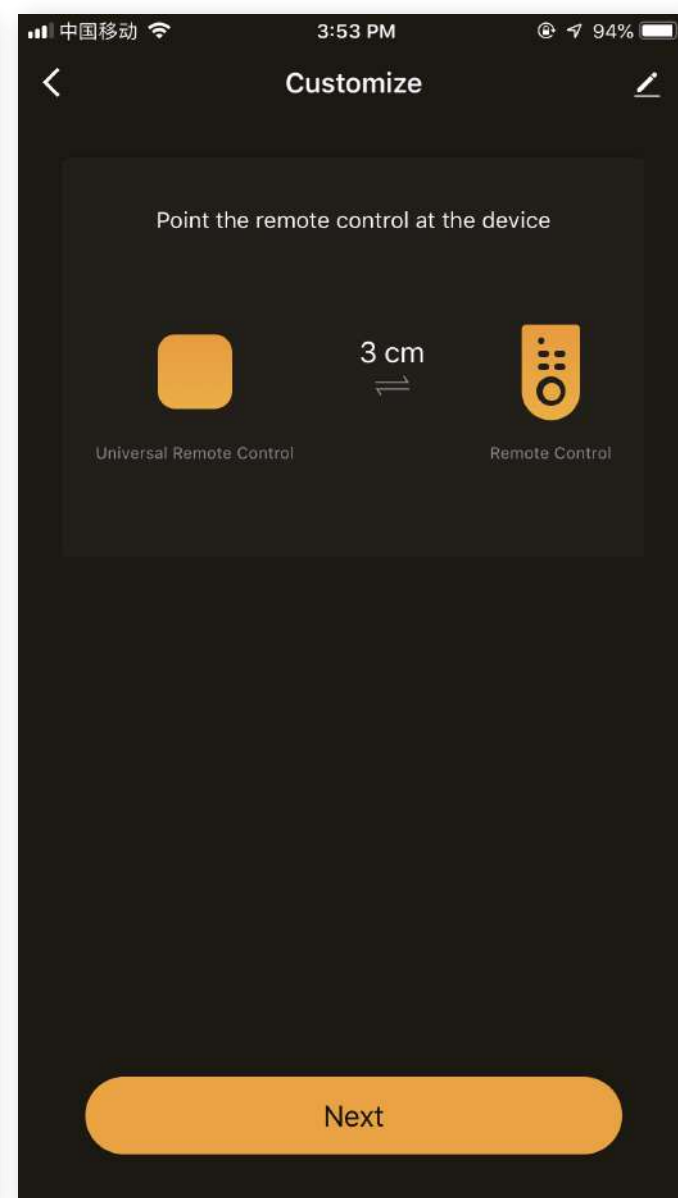 中国移动 3:53 PM 94%
Customize
Point the remote control at the device
3 cm
Universal Remote Control Remote Control
Next